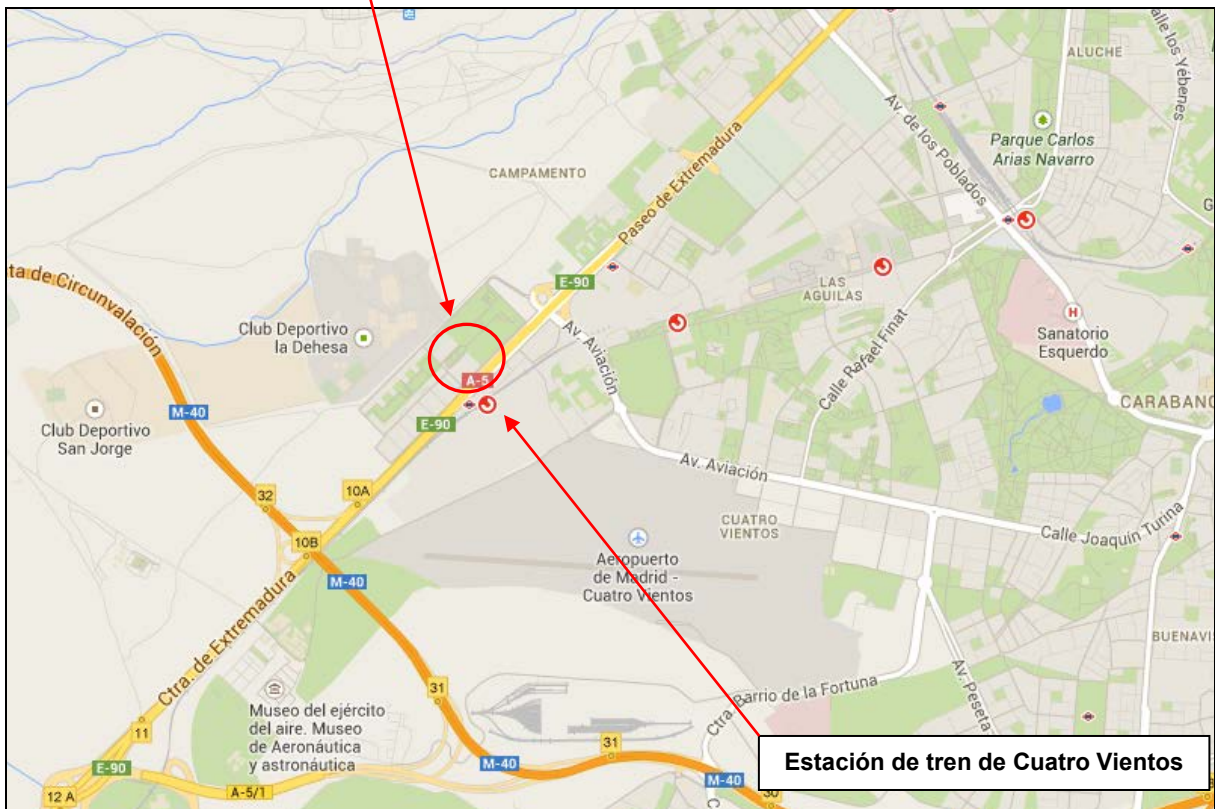 ALUCHE
Calle los Yébenes
Av. de los Poblados
Parque Carlos
Arias Navarro
CAMPAMENTO
Paseo de Extremadura
G
ta de Circunvalación
E-90
LAS
AGUILAS
Club Deportivo
la Dehesa
Av. Aviación
Calle Rafael Finat
H
Sanatorio
Esquerdo
A-5
M-40
E-90
CARABANC
Club Deportivo
San Jorge
Av. Aviación
32
10A
CUATRO
VIENTOS
Calle Joaquín Turina
10B
Aeropuerto
de Madrid -
Cuatro Vientos
M-40
Ctra. de Extremadura
BUENAVI
Museo del ejército
del aire. Museo
de Aeronáutica
y astronáutica
31
Ctra. Barrio de la Fortuna
Av. Peseta
11
31
Estación de tren de Cuatro Vientos
E-90
M-40
M-40
12 A
A-5/1
30
C